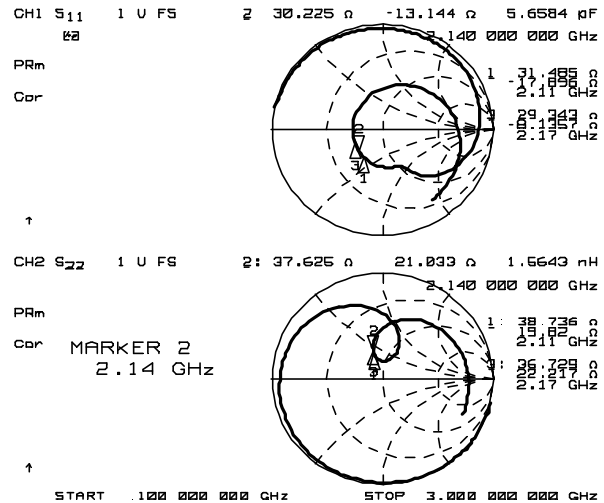 CH1 S11 1 U FS 2 30.225 Ω -13.144 Ω 5.6584 pF
2.140 000 000 GHz
PRm
Cor
1 31.485 Ω
2.11 GHz
29.343 Ω
2.17 GHz
2
3
1
↑
CH2 S22 1 U FS 2: 37.625 Ω 21.033 Ω 1.5643 nH
2.140 000 000 GHz
PRm
Cor
1: 38.736 Ω
2.11 GHz
MARKER 2
2.14 GHz
36.729 Ω
22.217 Ω
2.17 GHz
2
↑
START .100 000 000 GHz STOP 3.000 000 000 GHz